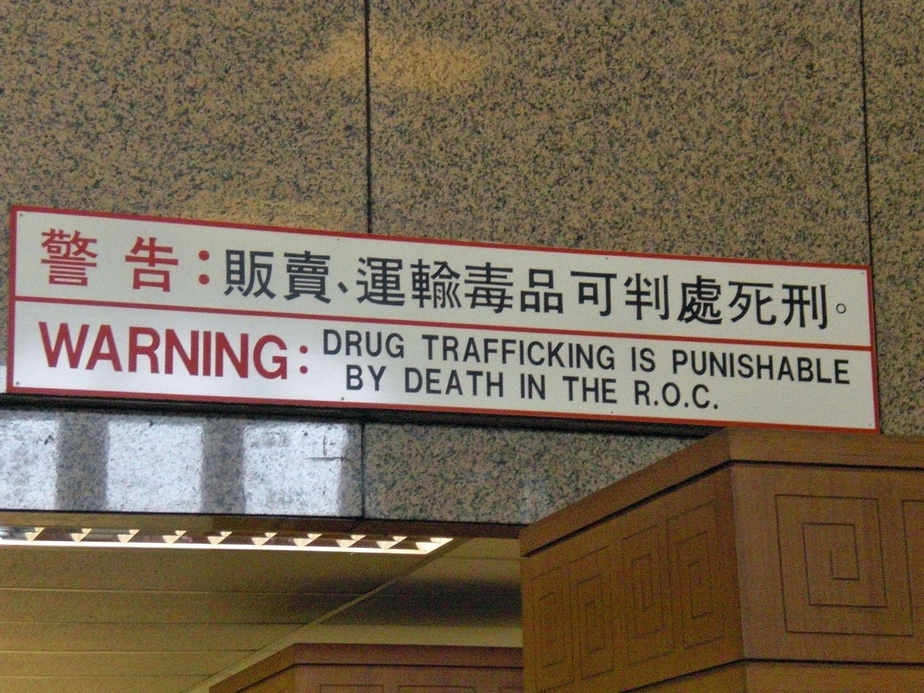 警告：販賣、運輸毒品可判處死刑。
WARNING: DRUG TRAFFICKING IS PUNISHABLE
BY DEATH IN THE R.O.C.